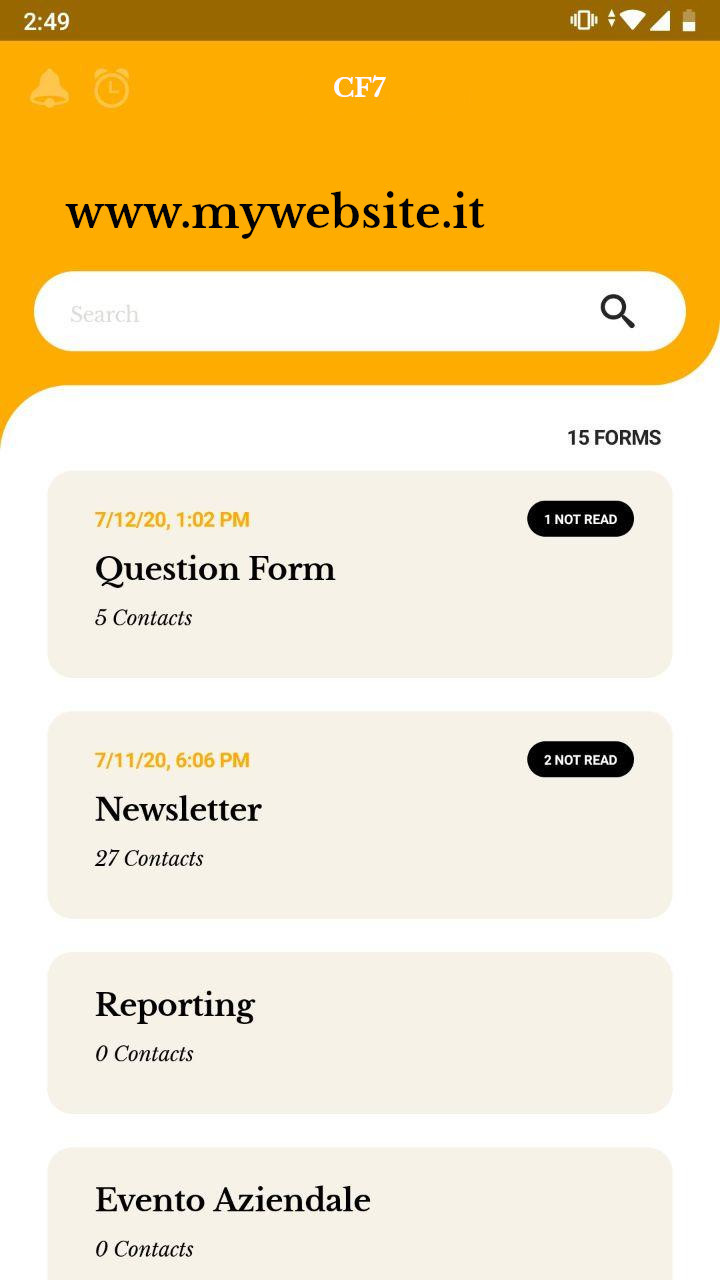 2:49
CF7
www.mywebsite.it
Search
15 FORMS
7/12/20, 1:02 PM
1 NOT READ
Question Form
5 Contacts
7/11/20, 6:06 PM
2 NOT READ
Newsletter
27 Contacts
Reporting
0 Contacts
Evento Aziendale
0 Contacts